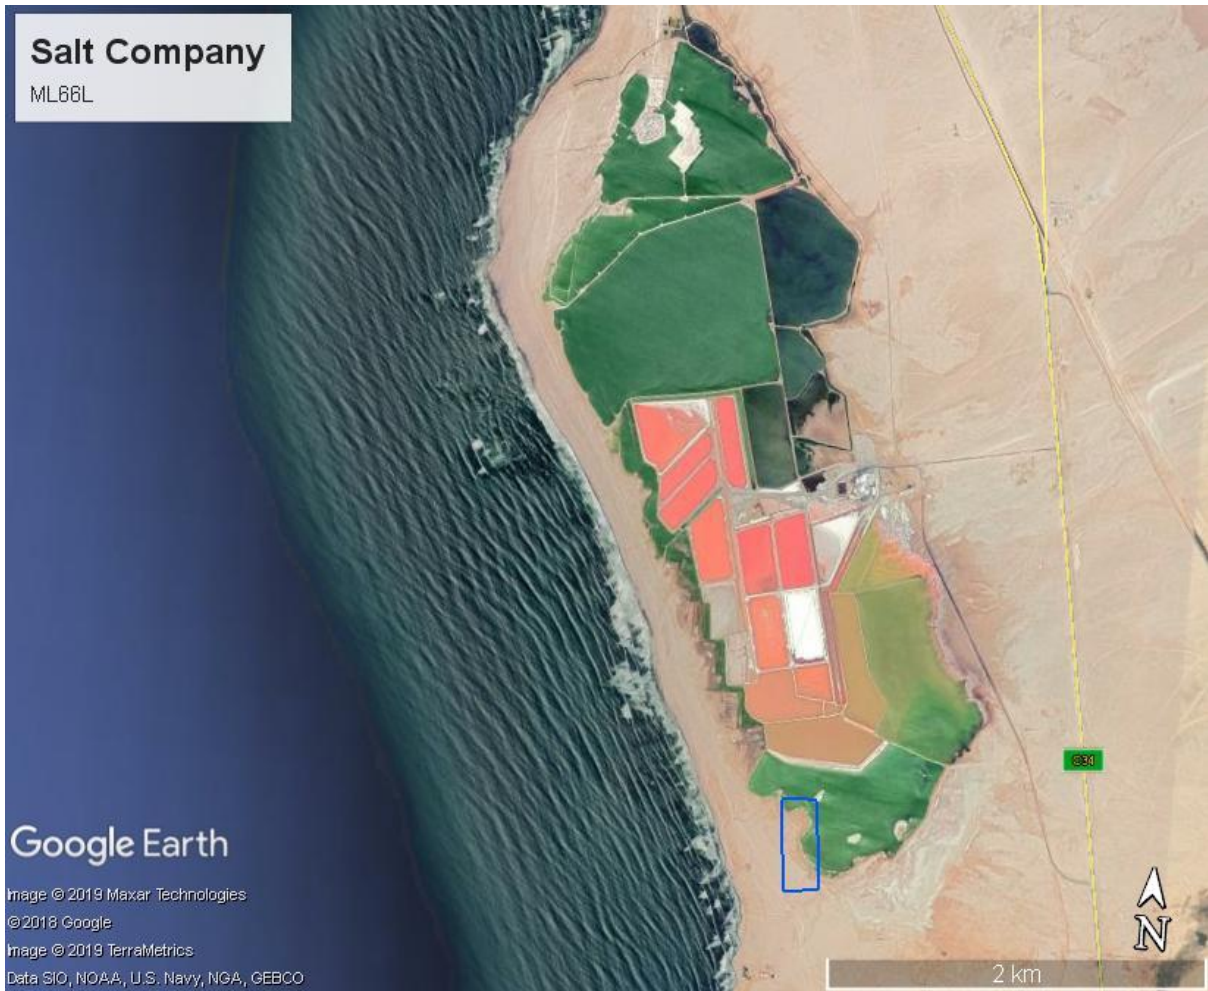 Salt Company
ML66L
C34
Google Earth
Image © 2019 Maxar Technologies
© 2018 Google
Image © 2019 TerraMetrics
Data SIO, NOAA, U.S. Navy, NGA, GEBCO
N
2 km